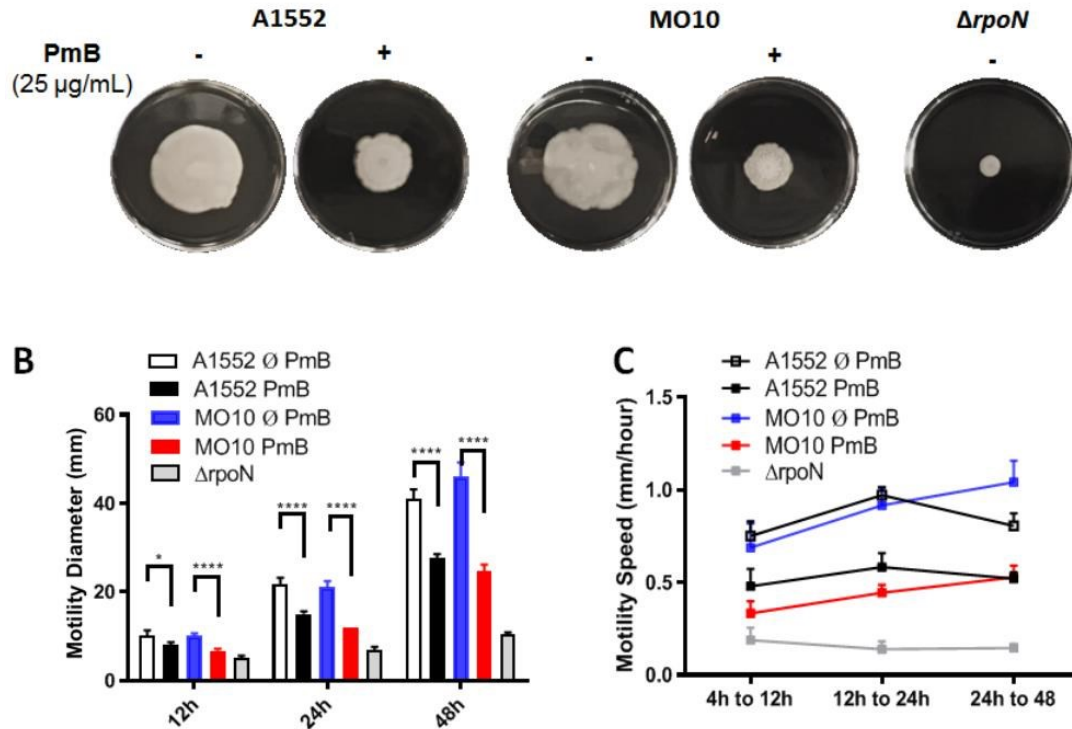 A1552 MO10 ΔrpoN
PmB - + - + -
(25 µg/mL)
B
A1552 Ø PmB
A1552 PmB
MO10 Ø PmB
MO10 PmB
ΔrpoN
Motility Diameter (mm)
60
40
20
0
* **** **** **** **** ****
12h 24h 48h
C
A1552 Ø PmB
A1552 PmB
MO10 Ø PmB
MO10 PmB
ΔrpoN
Motility Speed (mm/hour)
1.5
1.0
0.5
0.0
4h to 12h 12h to 24h 24h to 48